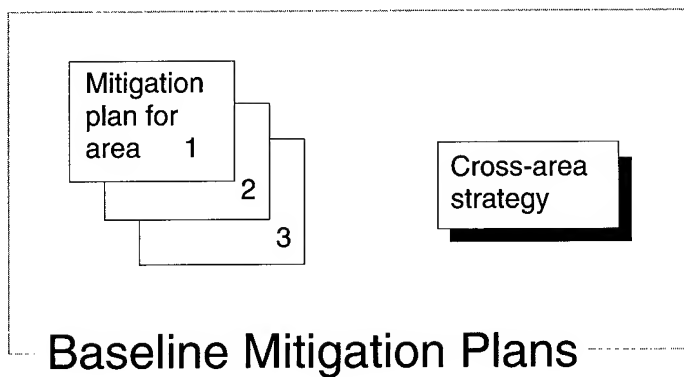 Mitigation
plan for
area 1
2
3
Cross-area
strategy
Baseline Mitigation Plans